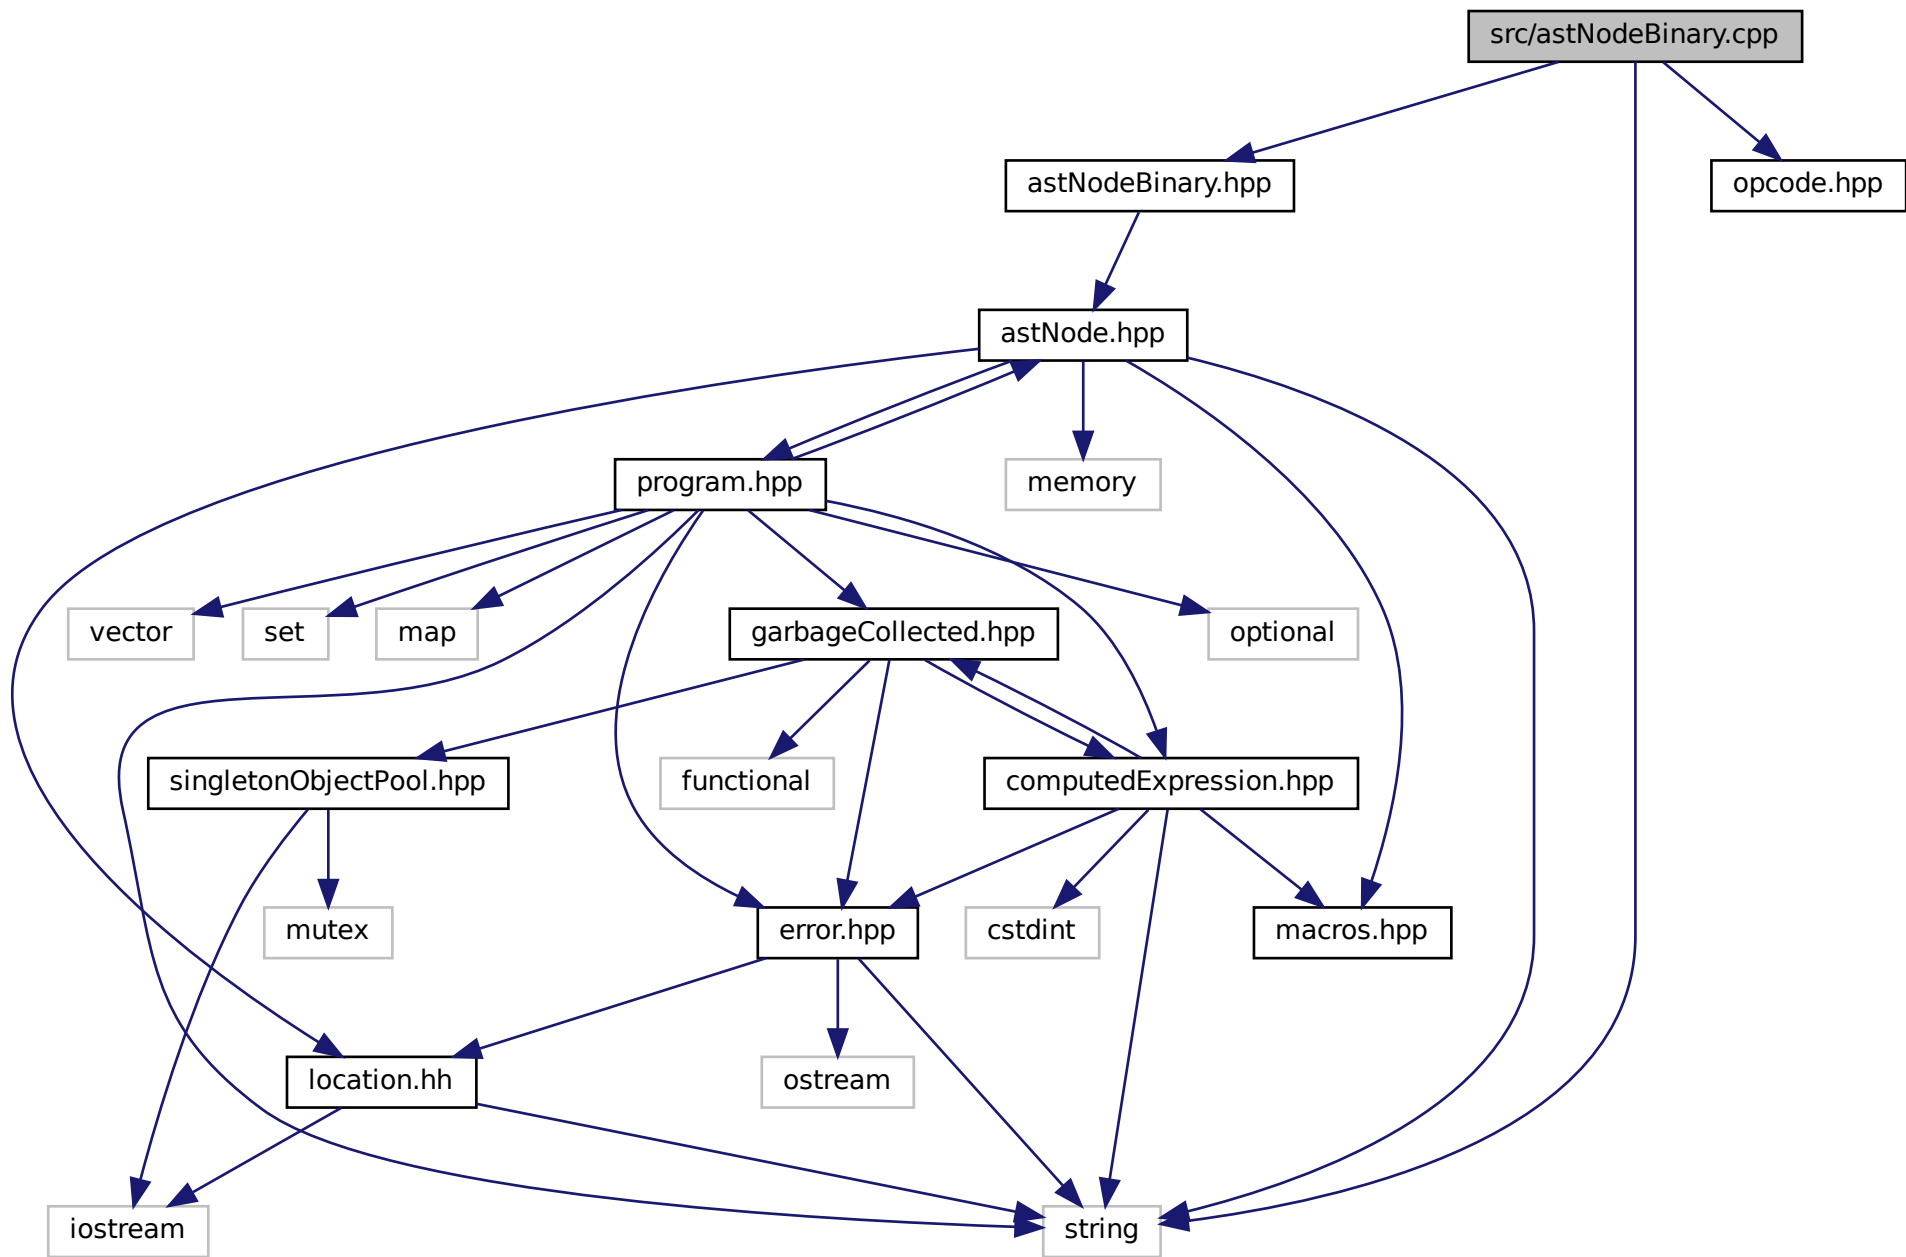 src/astNodeBinary.cpp
astNodeBinary.hpp
opcode.hpp
astNode.hpp
program.hpp
memory
vector
set
map
garbageCollected.hpp
optional
singletonObjectPool.hpp
functional
computedExpression.hpp
mutex
error.hpp
cstdint
macros.hpp
location.hh
ostream
iostream
string